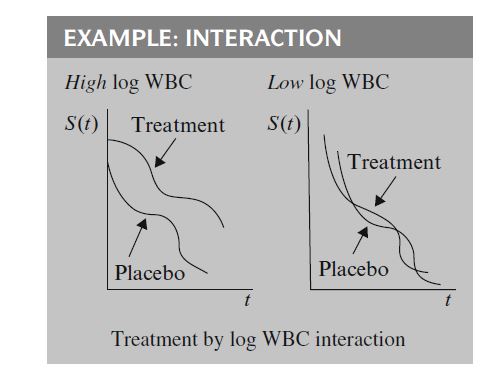 EXAMPLE: INTERACTION
High log WBC
Low log WBC
S(t)
Treatment
Placebo
t
S(t)
Treatment
Placebo
t
Treatment by log WBC interaction